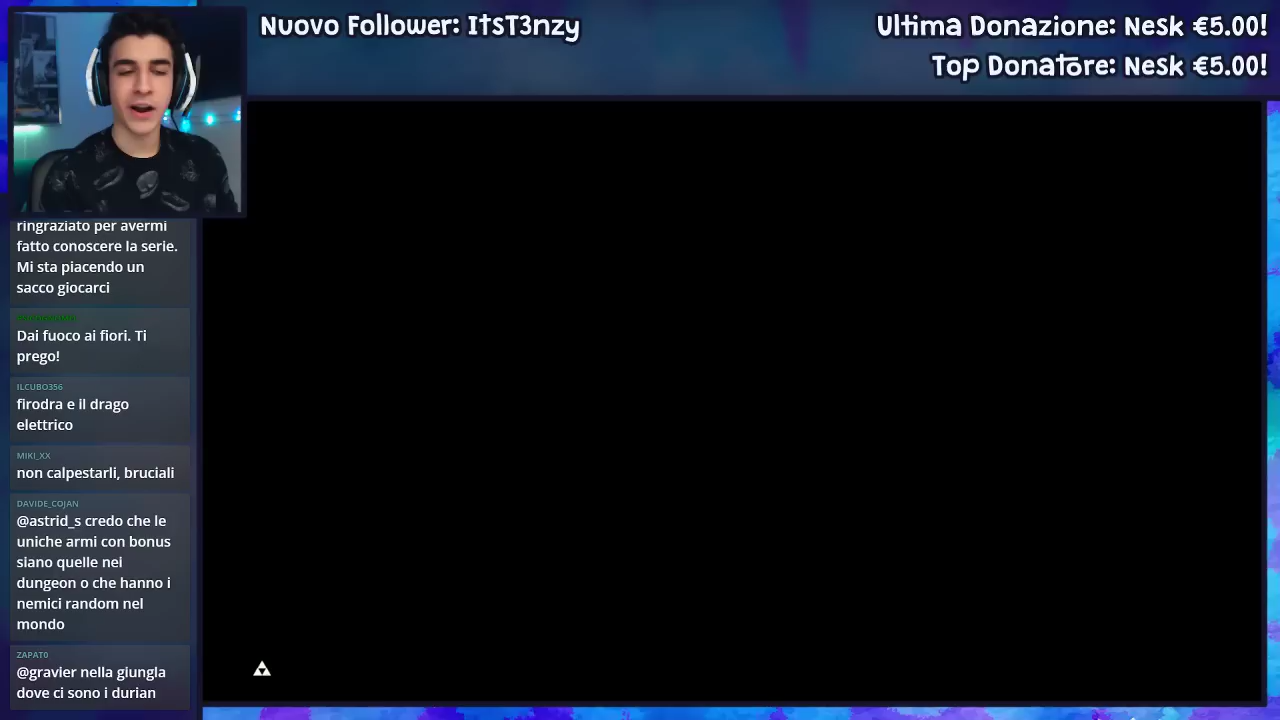 Nuovo Follower: ItsT3nzy
Ultima Donazione: Nesk €5.00!
Top Donatore: Nesk €5.00!
ringraziato per avermi
fatto conoscere la serie.
Mi sta piacendo un
sacco giocarci
Dai fuoco ai fiori. Ti
prego!
ILCUBO356
firodra e il drago
elettrico
MIKI_XX
non calpestarli, bruciali
DAVIDE_COJAN
@astrid_s credo che le
uniche armi con bonus
siano quelle nei
dungeon o che hanno i
nemici random nel
mondo
ZAPAT0
@gravier nella giungla
dove ci sono i durian